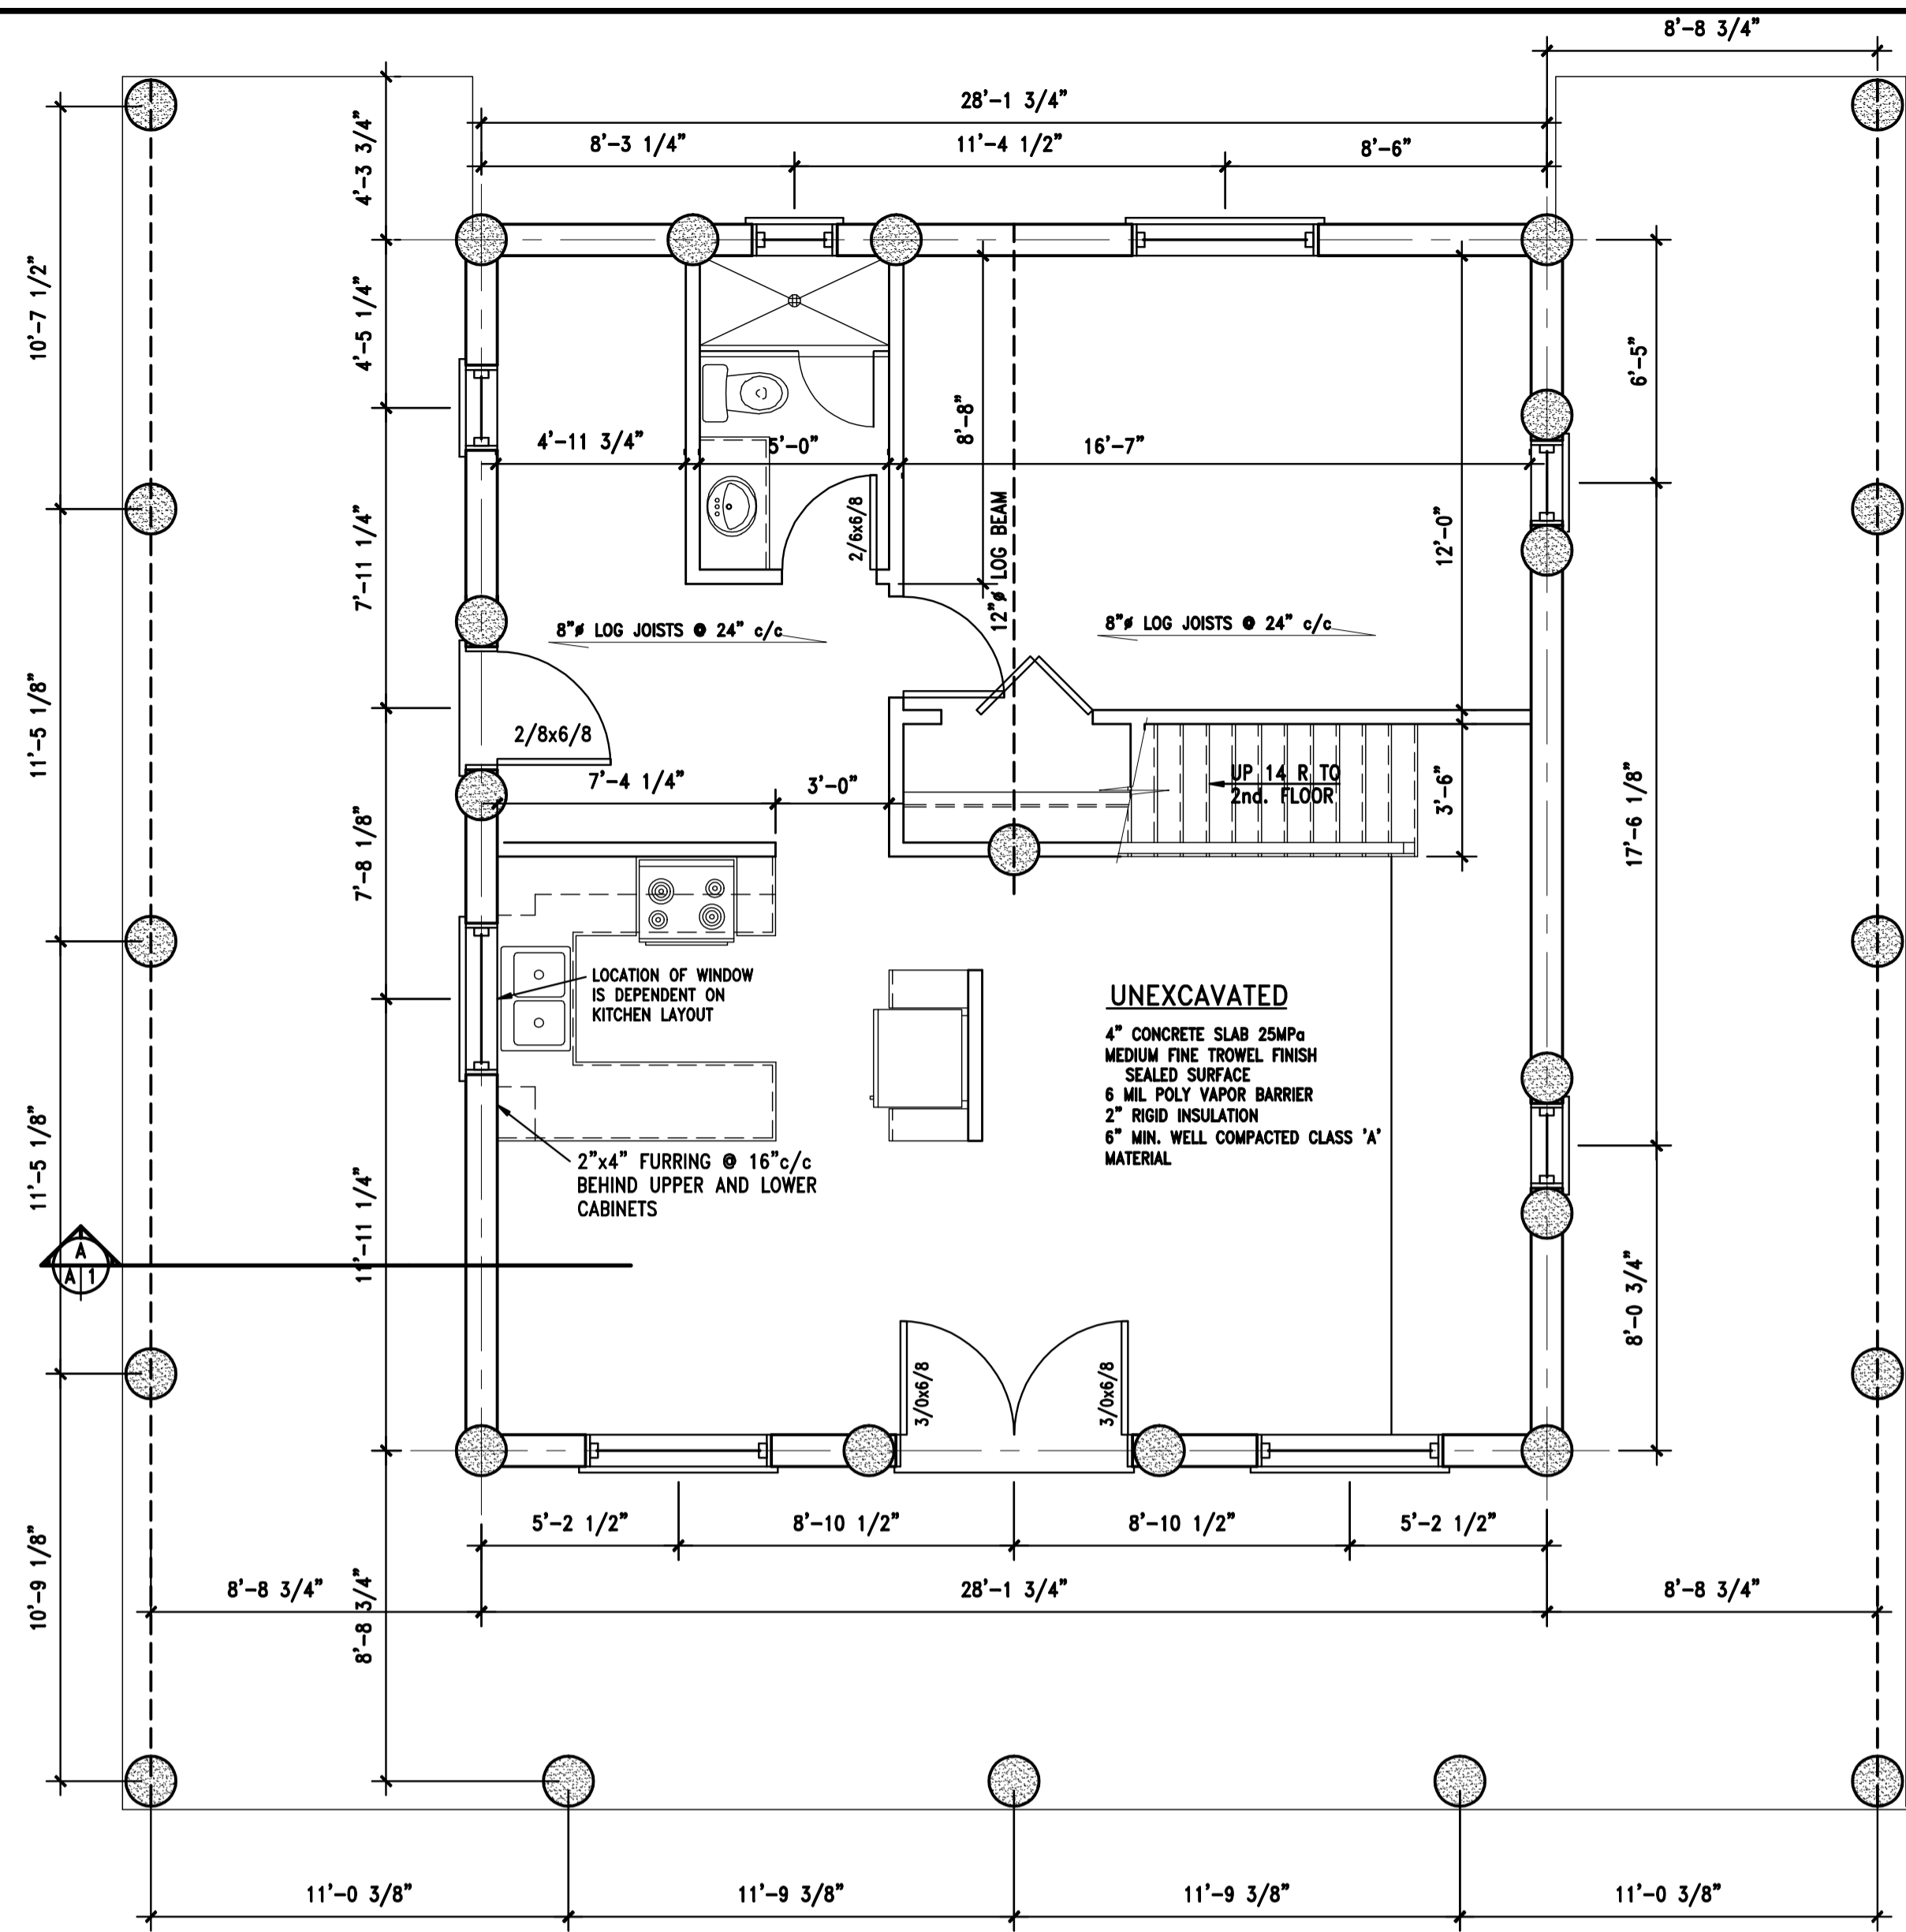 8'-8 3/4"
28'-1 3/4"
8'-3 1/4"
11'-4 1/2"
8'-6"
4'-3 3/4"
10'-7 1/2"
4'-5 1/4"
6'-5"
4'-11 3/4"
5'-0"
8'-8"
16'-7"
7'-11 1/4"
2/6x6/8
12"ø LOG BEAM
12'-0"
8"ø LOG JOISTS @ 24" c/c
8"ø LOG JOISTS @ 24" c/c
11'-5 1/8"
2/8x6/8
7'-4 1/4"
3'-0"
UP 14 R TO
2nd. FLOOR
3'-6"
7'-8 1/8"
17'-6 1/8"
LOCATION OF WINDOW
IS DEPENDENT ON
KITCHEN LAYOUT
UNEXCAVATED
4" CONCRETE SLAB 25MPa
MEDIUM FINE TROWEL FINISH
SEALED SURFACE
6 MIL POLY VAPOR BARRIER
2" RIGID INSULATION
6" MIN. WELL COMPACTED CLASS 'A'
MATERIAL
11'-5 1/8"
2"x4" FURRING @ 16"c/c
BEHIND UPPER AND LOWER
CABINETS
11'-11 1/4"
A
A 1
8'-0 3/4"
3/0x6/8
3/0x6/8
5'-2 1/2"
8'-10 1/2"
8'-10 1/2"
5'-2 1/2"
10'-9 1/8"
8'-8 3/4"
8'-8 3/4"
28'-1 3/4"
8'-8 3/4"
11'-0 3/8"
11'-9 3/8"
11'-9 3/8"
11'-0 3/8"